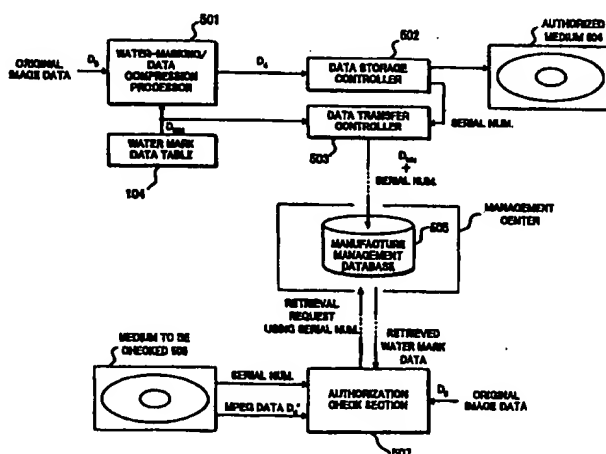 501
WATER-MARKING/
DATA
COMPRESSION
PROCESSOR
ORIGINAL
IMAGE DATA
D4
502
DATA STORAGE
CONTROLLER
AUTHORIZED
MEDIUM 504
DATA TRANSFER
CONTROLLER
503
SERIAL NUM.
WATER MARK
DATA TABLE
104
+
SERIAL NUM.
MANAGEMENT
CENTER
505
MANUFACTURE
MANAGEMENT
DATABASE
RETRIEVAL
REQUEST
USING SERIAL NUM.
RETRIEVED
WATER MARK
DATA
MEDIUM TO BE
CHECKED 506
SERIAL NUM.
MPEG DATA
AUTHORIZATION
CHECK SECTION
ORIGINAL
IMAGE DATA
507